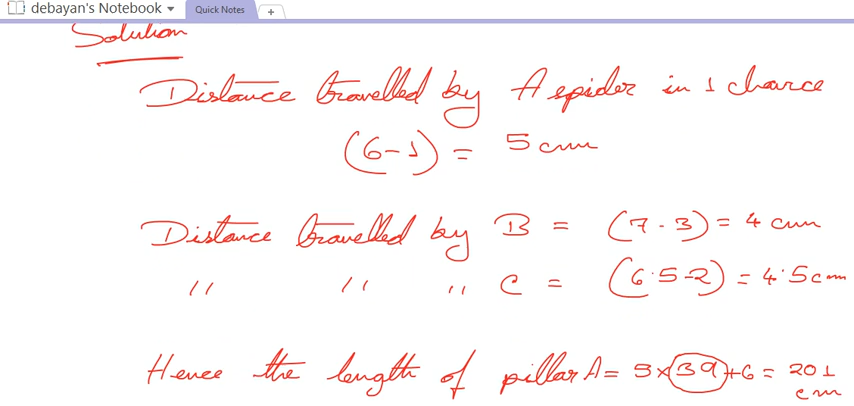 debayan's Notebook
Quick Notes
Solution
Distance travelled by A spider in 1 chance
(6-1) = 5 cm
Distance travelled by B = (7-3) = 4 cm
" " " C = (6.5-2) = 4.5 cm
Hence the length of pillar A = 5×39+6 = 201 cm